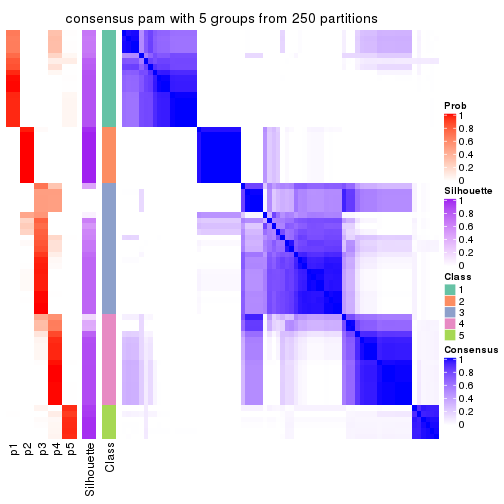 consensus pam with 5 groups from 250 partitions
Prob
1
0.8
0.6
0.4
0.2
0
Silhouette
1
0.8
0.6
0.4
0.2
0
Class
1
2
3
4
5
Consensus
1
0.8
0.6
0.4
0.2
0
p1
p2
p3
p4
p5
Silhouette
Class